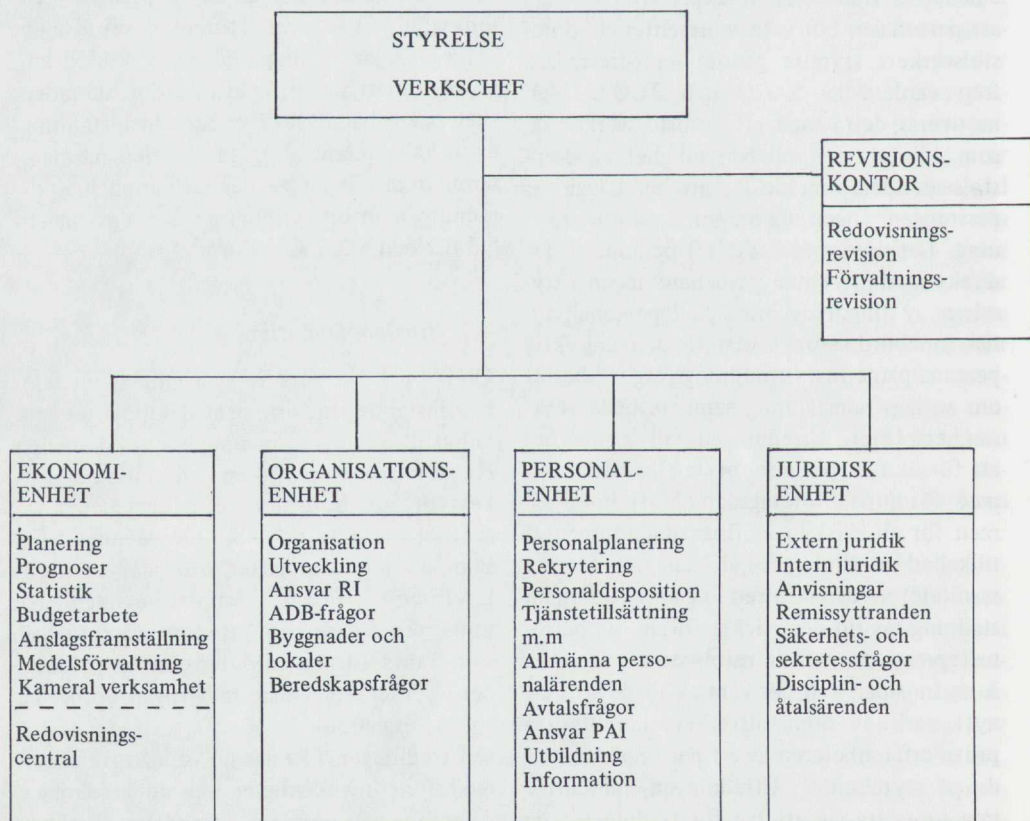 STYRELSE
VERKSCHEF
REVISIONS-
KONTOR
Redovisnings-
revision
Förvaltnings-
revision
EKONOMI-
ENHET
Planering
Prognoser
Statistik
Budgetarbete
Anslagsframställning
Medelsförvaltning
Kameral verksamhet
Redovisnings-
central
ORGANISATIONS-
ENHET
Organisation
Utveckling
Ansvar RI
ADB-frågor
Byggnader och
lokaler
Beredskapsfrågor
PERSONAL-
ENHET
Personalplanering
Rekrytering
Personaldisposition
Tjänstetillsättning
m.m
Allmänna perso-
nalärenden
Avtalsfrågor
Ansvar PAI
Utbildning
Information
JURIDISK
ENHET
Extern juridik
Intern juridik
Anvisningar
Remissyttranden
Säkerhets- och
sekretessfrågor
Disciplin- och
åtalsärenden